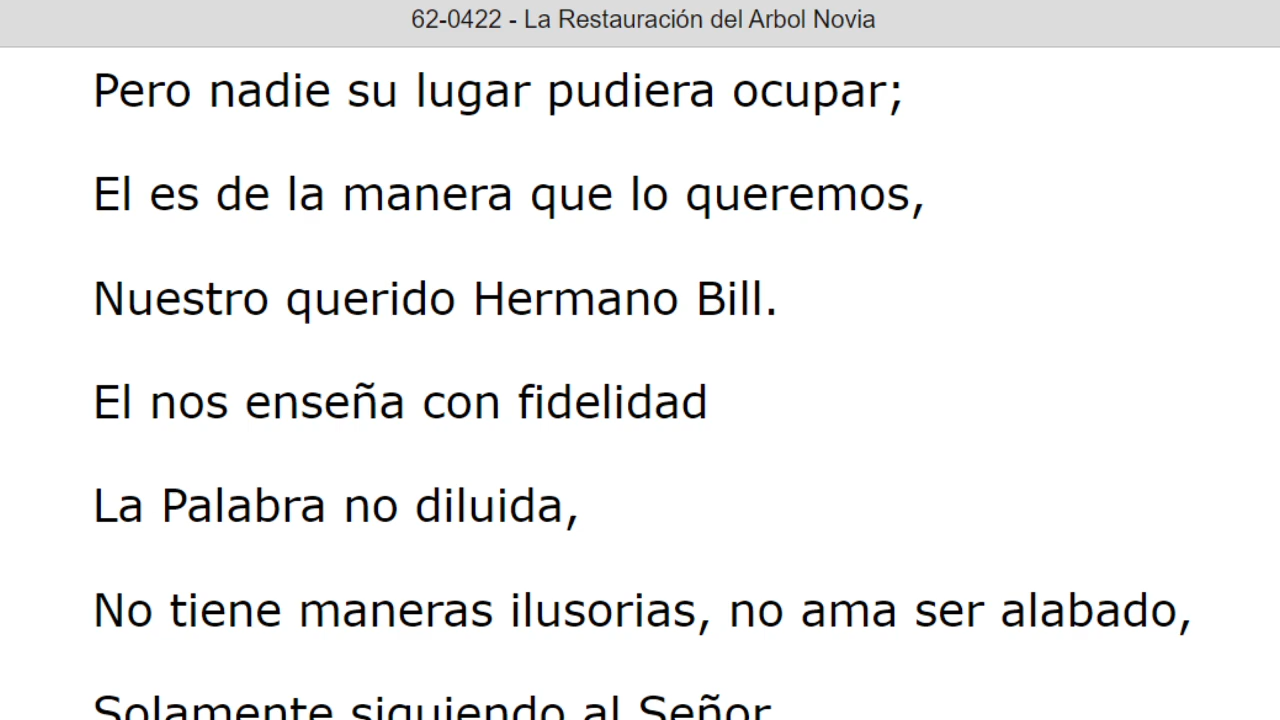 62-0422 - La Restauración del Arbol Novia
Pero nadie su lugar pudiera ocupar;
El es de la manera que lo queremos,
Nuestro querido Hermano Bill.
El nos enseña con fidelidad
La Palabra no diluida,
No tiene maneras ilusorias, no ama ser alabado,
Solamente siguiendo al Señor